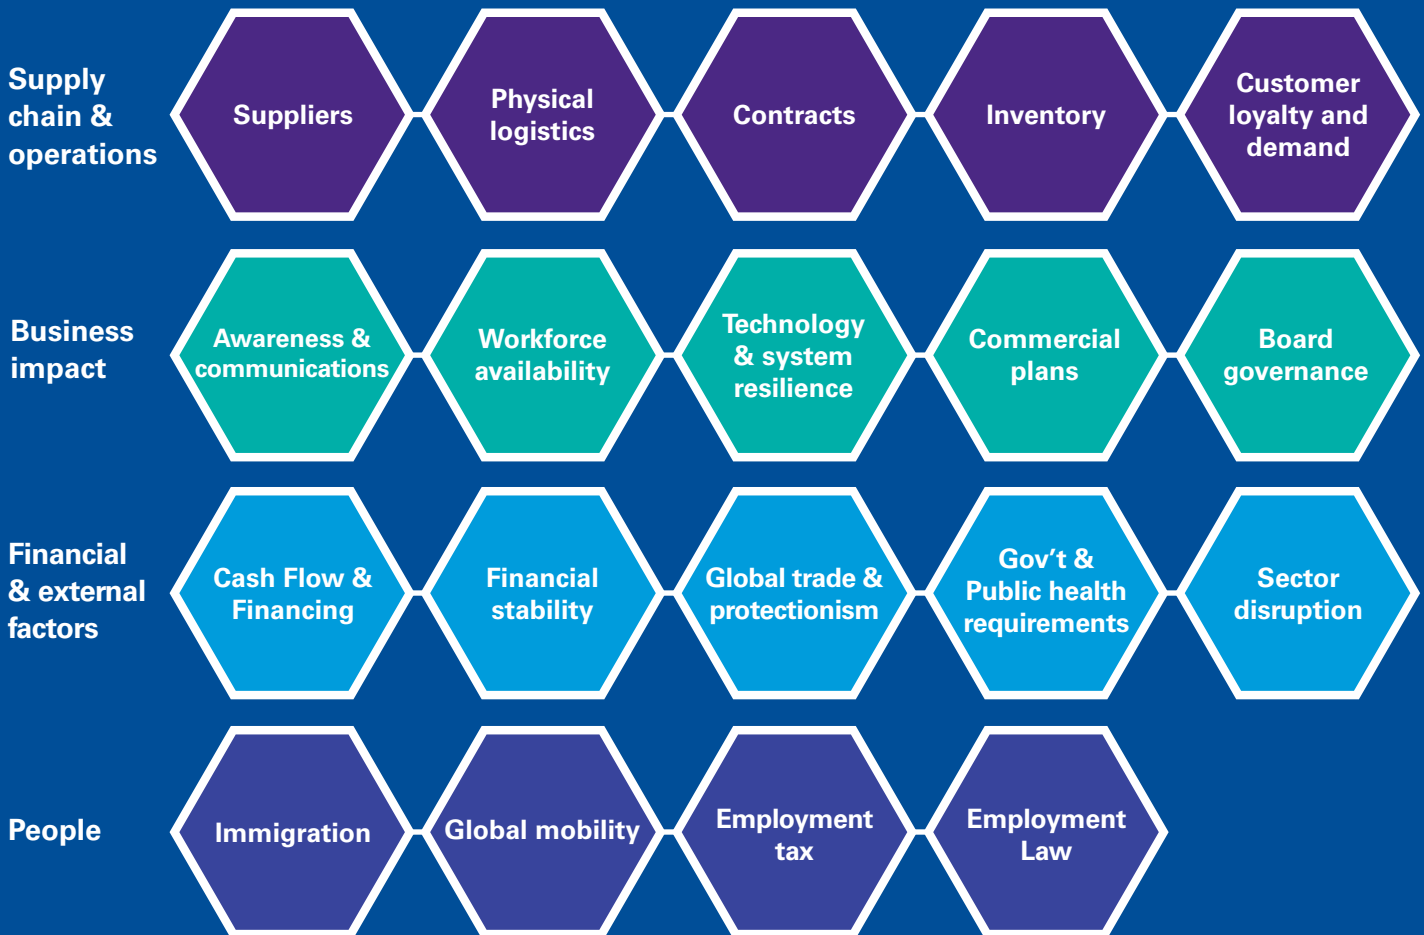 Supply
chain &
operations
Suppliers
Physical
logistics
Contracts
Inventory
Customer
loyalty and
demand
Business
impact
Awareness &
communications
Workforce
availability
Technology
& system
resilience
Commercial
plans
Board
governance
Financial
& external
factors
Cash Flow &
Financing
Financial
stability
Global trade &
protectionism
Gov’t &
Public health
requirements
Sector
disruption
People
Immigration
Global mobility
Employment
tax
Employment
Law